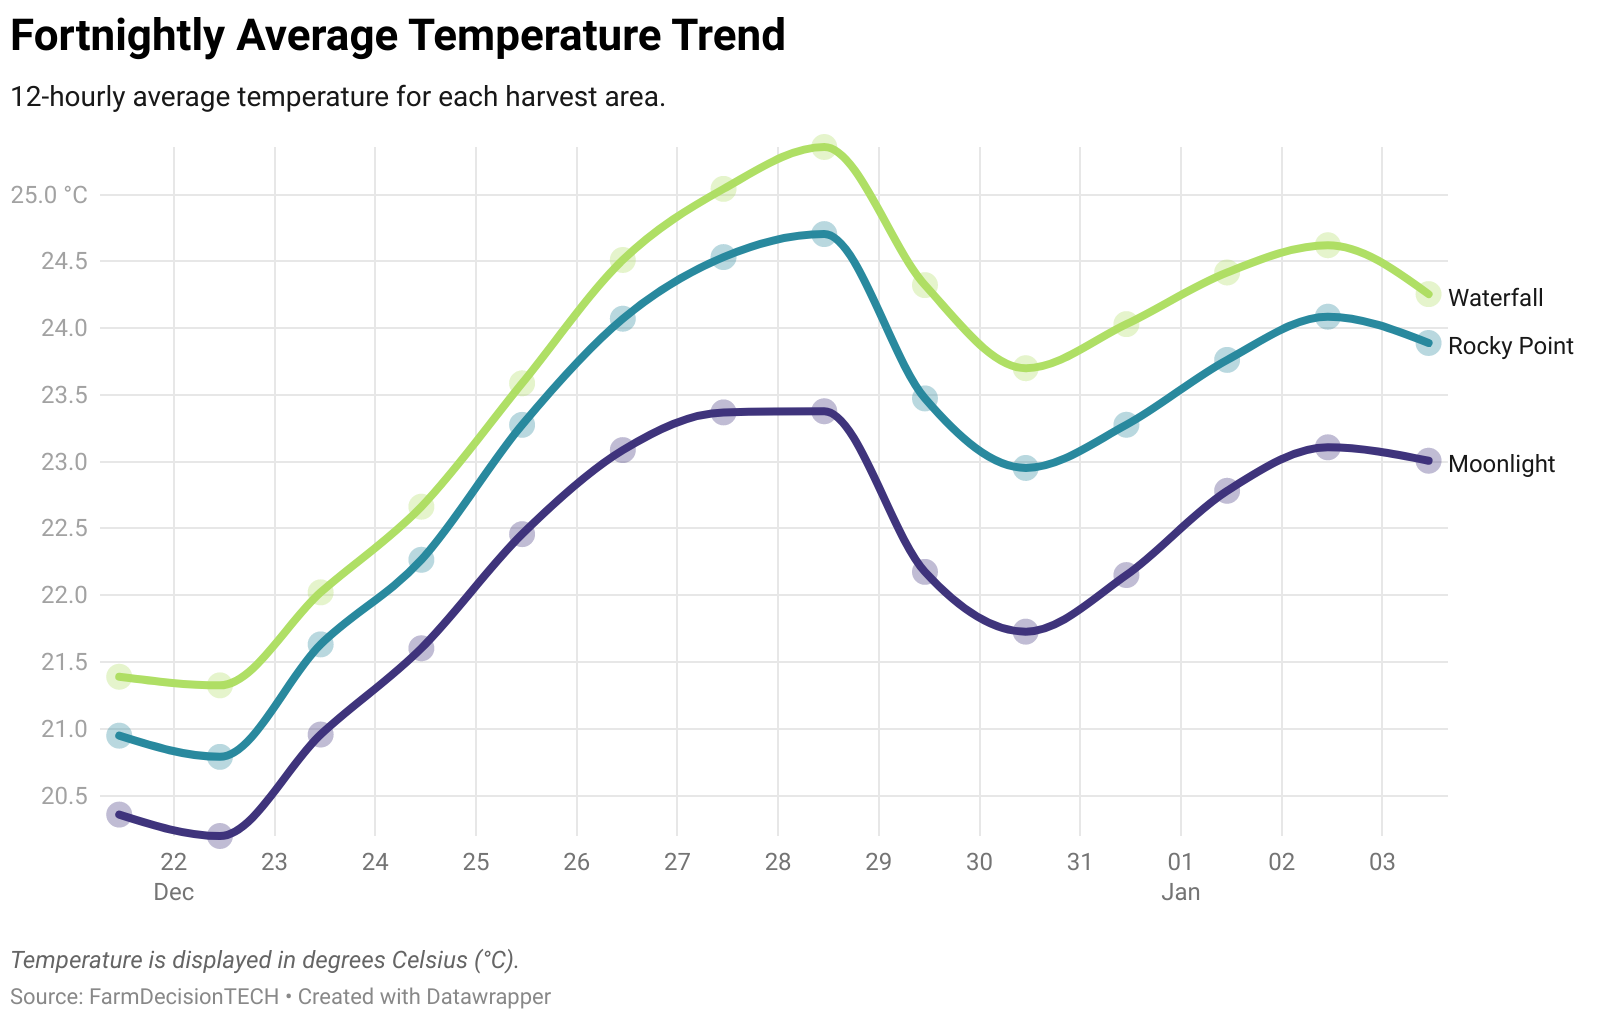 Fortnightly Average Temperature Trend
12-hourly average temperature for each harvest area.
25.0 °C
24.5
24.0
23.5
23.0
22.5
22.0
21.5
21.0
20.5
Waterfall
Rocky Point
Moonlight
22 23 24 25 26 27 28 29 30 31 01 02 03
Dec Jan
Temperature is displayed in degrees Celsius (°C).
Source: FarmDecisionTECH • Created with Datawrapper